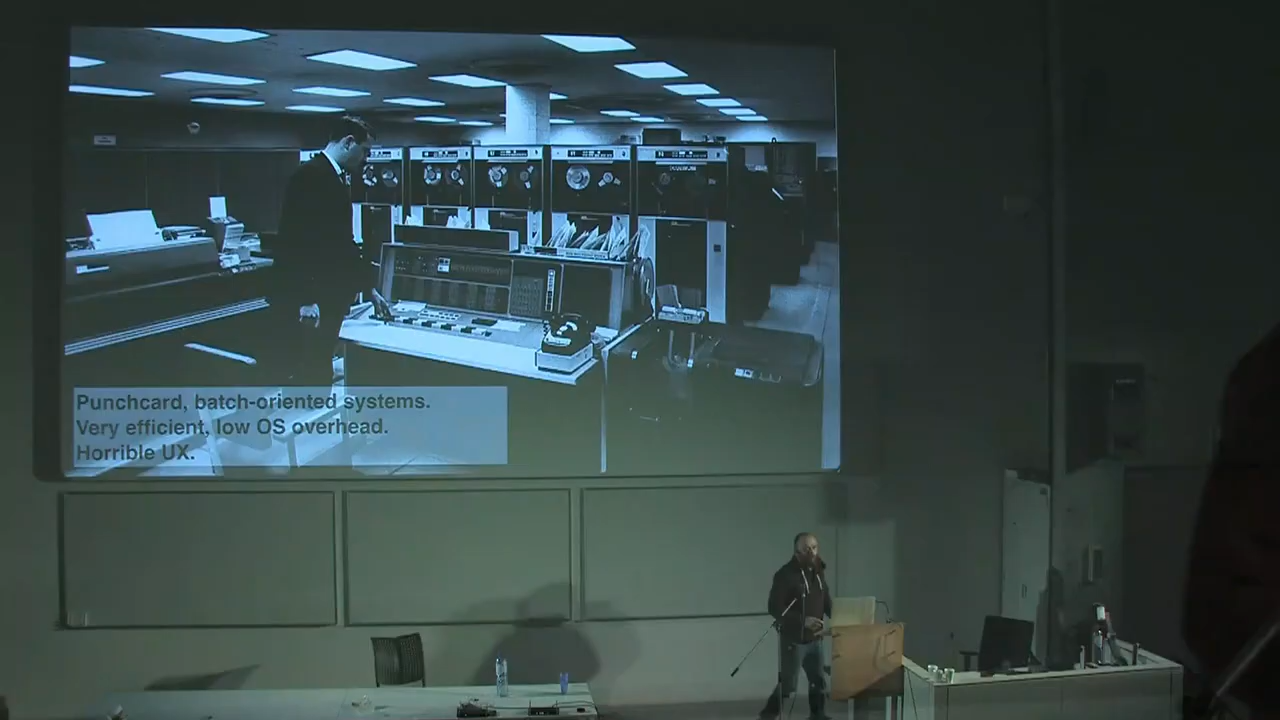 Punchcard, batch-oriented systems.
Very efficient, low OS overhead.
Horrible UX.